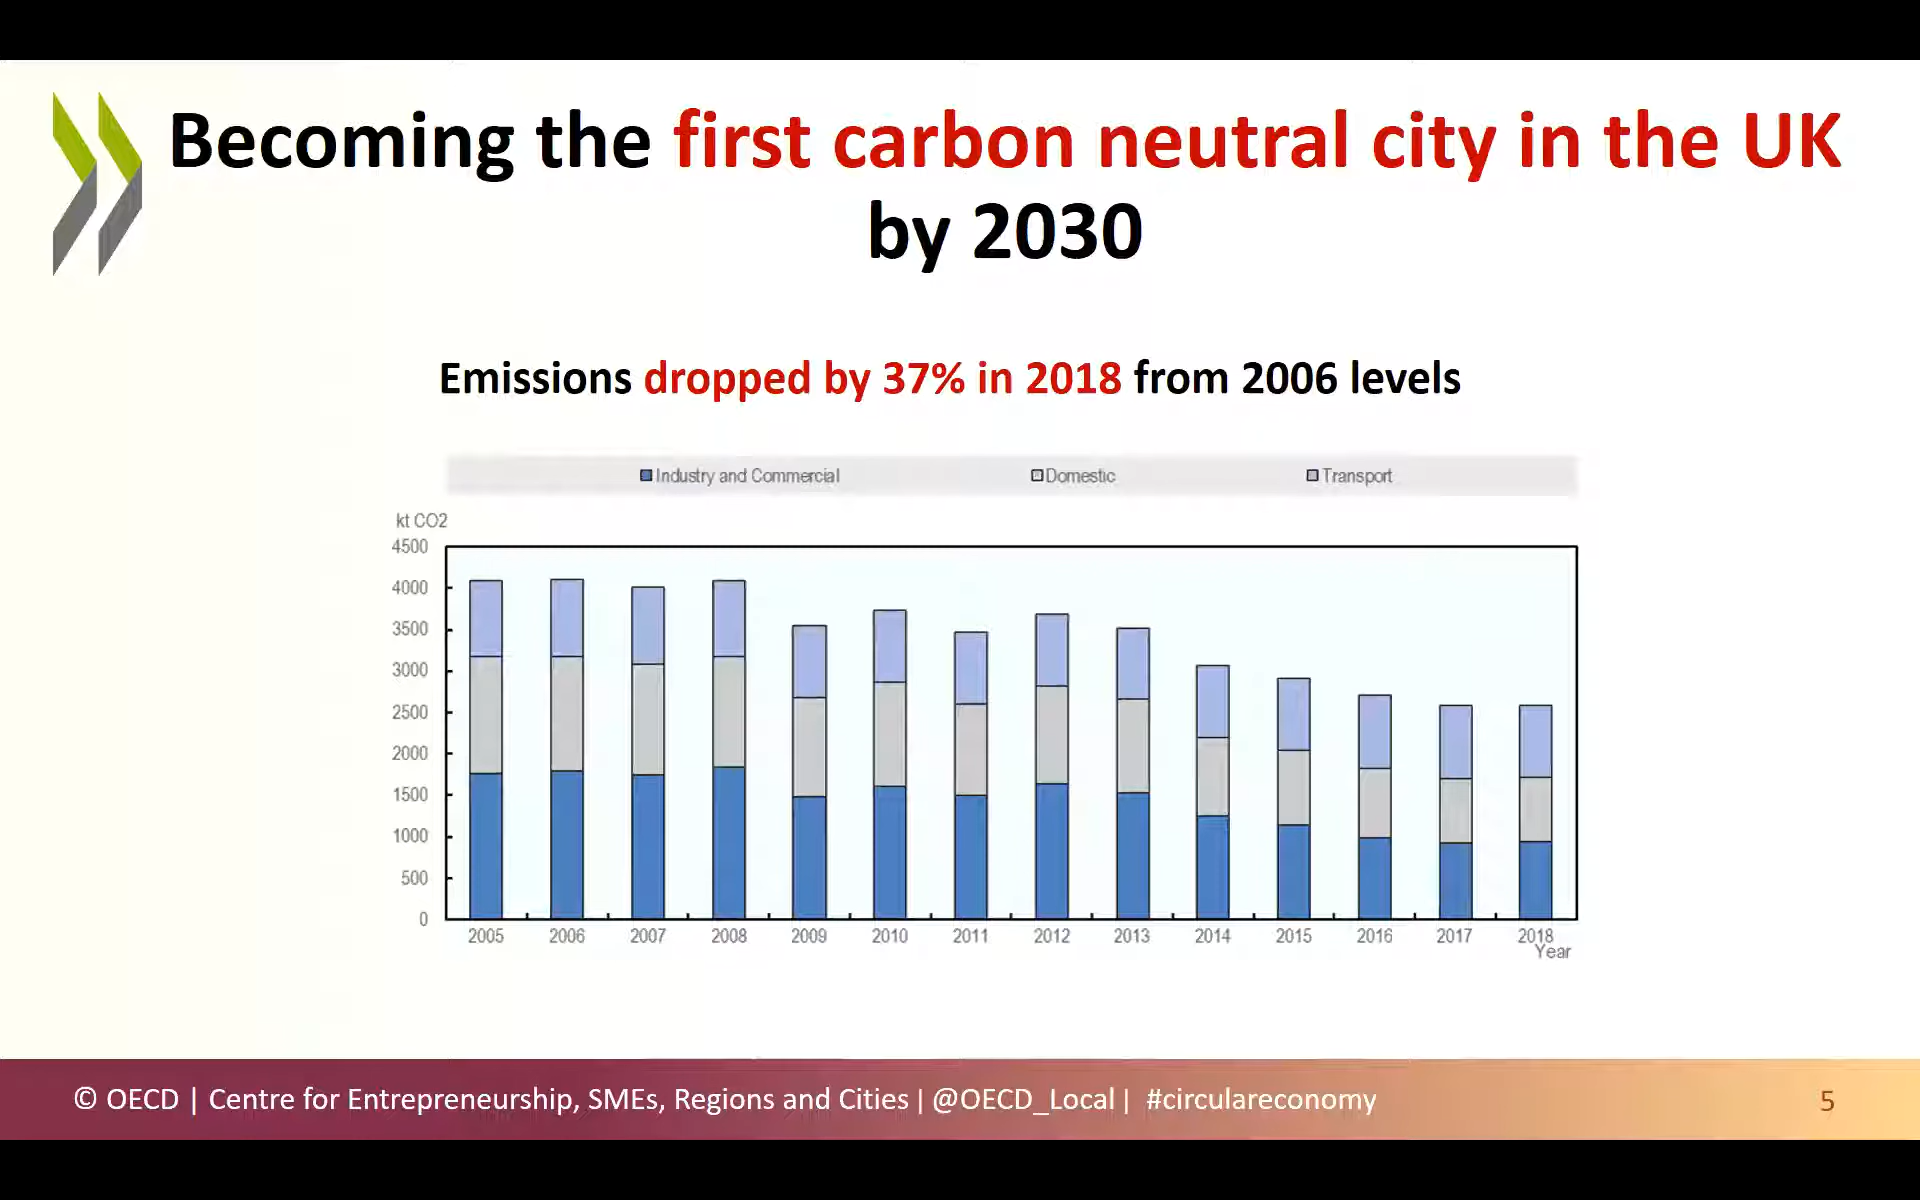 Becoming the first carbon neutral city in the UK
by 2030
Emissions dropped by 37% in 2018 from 2006 levels
Industry and Commercial Domestic Transport
kt CO2
4500
4000
3500
3000
2500
2000
1500
1000
500
0
2005 2006 2007 2008 2009 2010 2011 2012 2013 2014 2015 2016 2017 2018
Year
© OECD | Centre for Entrepreneurship, SMEs, Regions and Cities | @OECD_Local | #circulareconomy 5